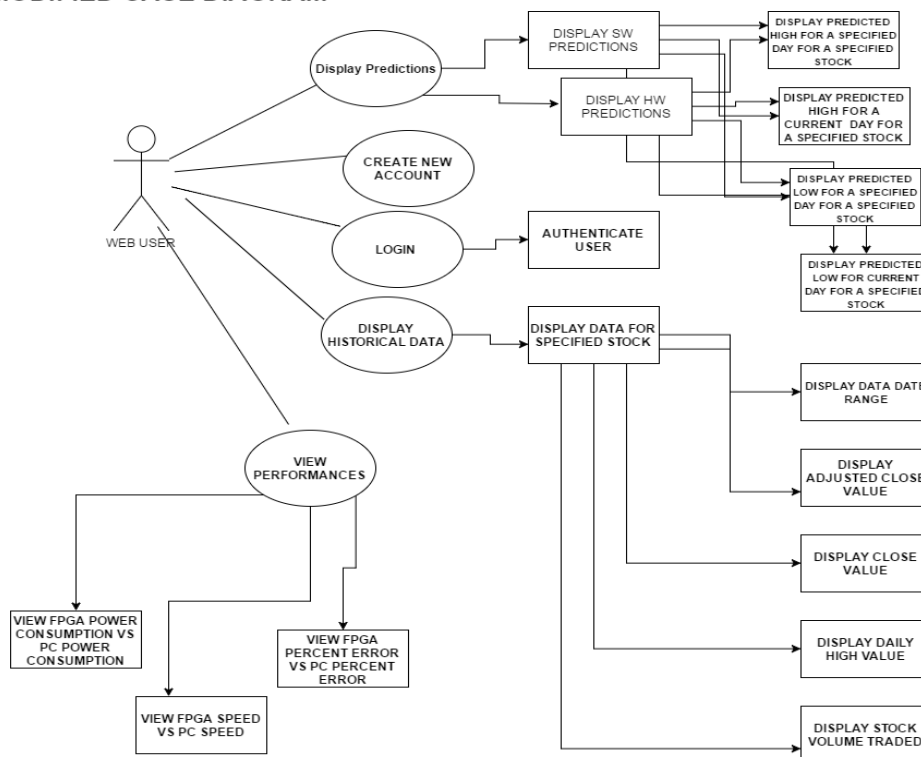 Display Predictions
DISPLAY SW
PREDICTIONS
DISPLAY PREDICTED
HIGH FOR A SPECIFIED
DAY FOR A SPECIFIED
STOCK
DISPLAY HW
PREDICTIONS
DISPLAY PREDICTED
HIGH FOR A
CURRENT DAY FOR
A SPECIFIED STOCK
CREATE NEW
ACCOUNT
DISPLAY PREDICTED
LOW FOR A SPECIFIED
DAY FOR A SPECIFIED
STOCK
WEB USER
LOGIN
AUTHENTICATE
USER
DISPLAY PREDICTED
LOW FOR CURRENT
DAY FOR A SPECIFIED
STOCK
DISPLAY
HISTORICAL DATA
DISPLAY DATA FOR
SPECIFIED STOCK
DISPLAY DATA DATE
RANGE
VIEW
PERFORMANCES
DISPLAY
ADJUSTED CLOSE
VALUE
DISPLAY CLOSE
VALUE
VIEW FPGA POWER
CONSUMPTION VS
PC POWER
CONSUMPTION
VIEW FPGA
PERCENT ERROR
VS PC PERCENT
ERROR
DISPLAY DAILY
HIGH VALUE
VIEW FPGA SPEED
VS PC SPEED
DISPLAY STOCK
VOLUME TRADED